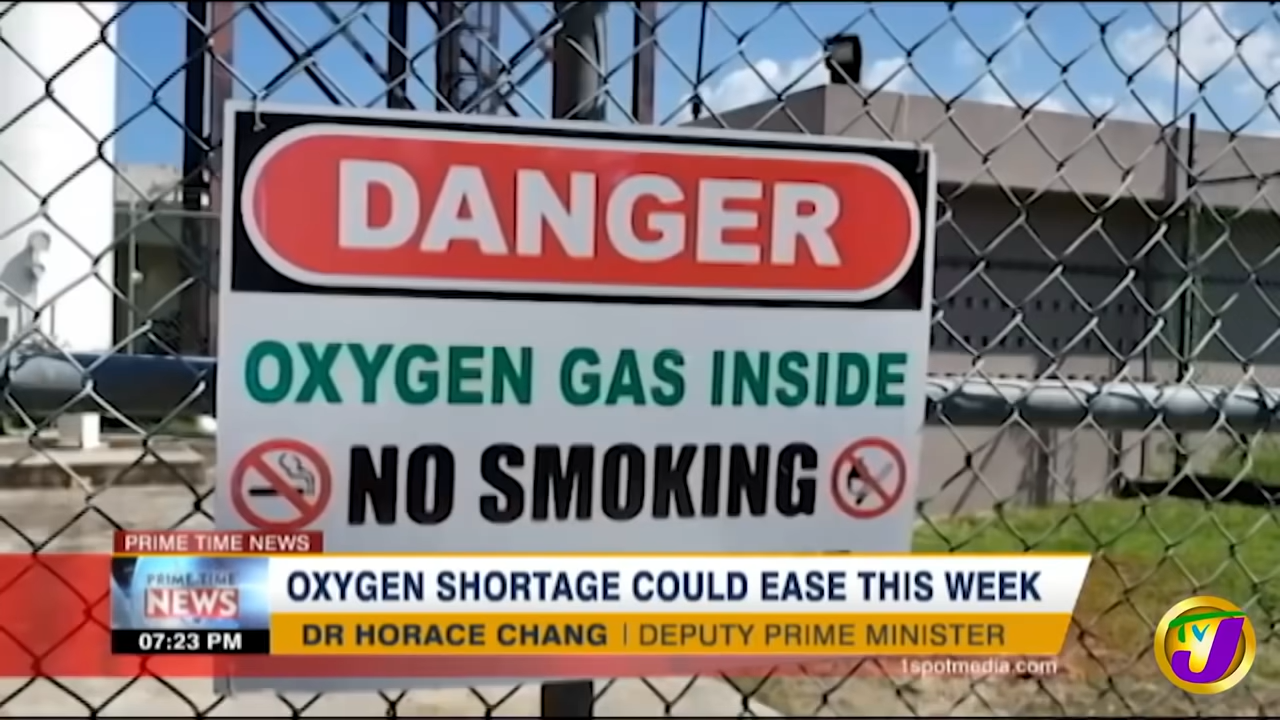 DANGER
OXYGEN GAS INSIDE
NO SMOKING
PRIME TIME NEWS
PRIME TIME
NEWS
OXYGEN SHORTAGE COULD EASE THIS WEEK
07:23 PM
DR HORACE CHANG | DEPUTY PRIME MINISTER
1spotmedia.com
TVJ